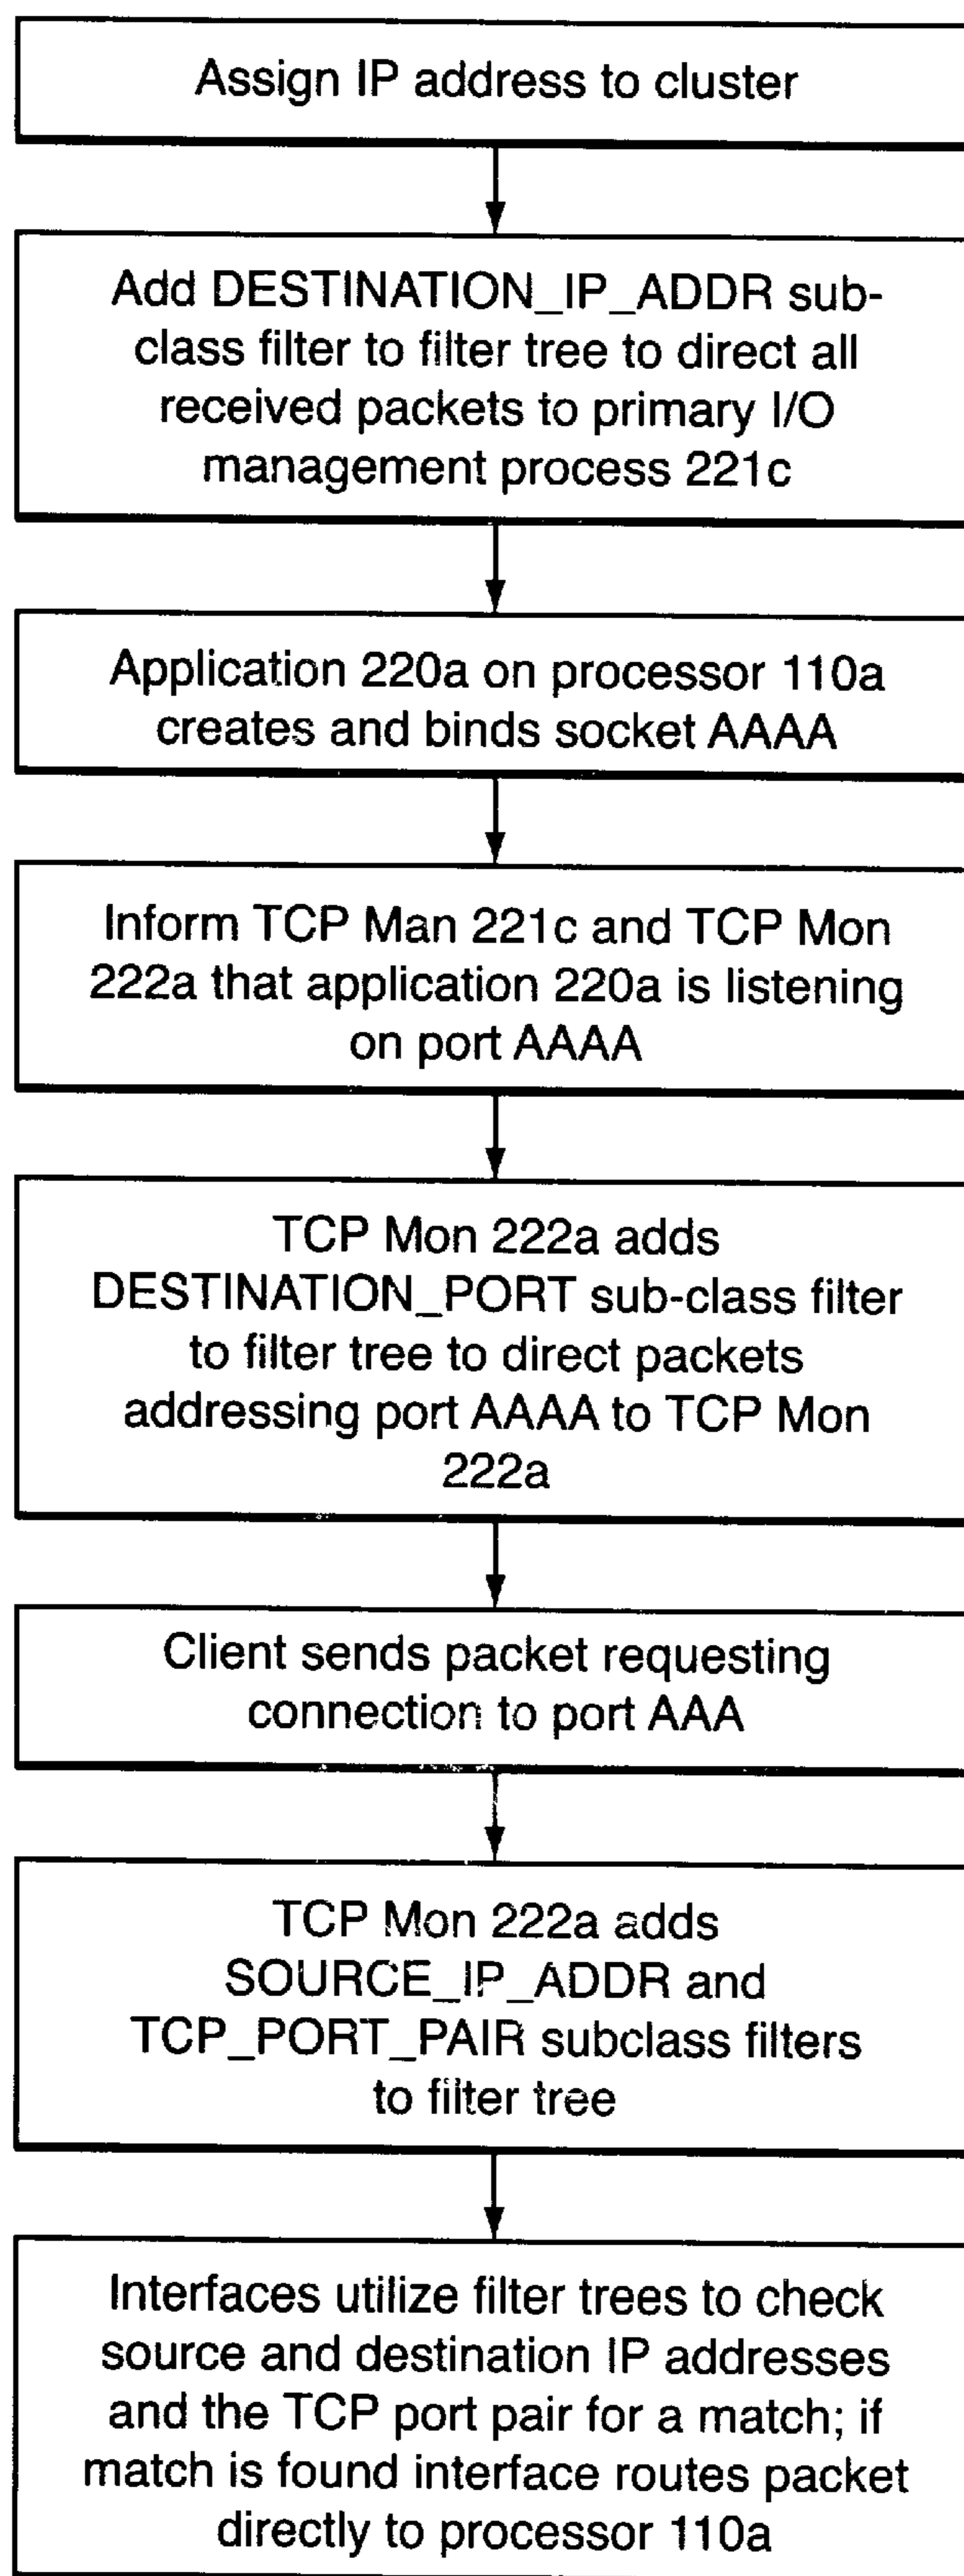 Assign IP address to cluster
Add DESTINATION_IP_ADDR sub-
class filter to filter tree to direct all
received packets to primary I/O
management process 221c
Application 220a on processor 110a
creates and binds socket AAAA
Inform TCP Man 221c and TCP Mon
222a that application 220a is listening
on port AAAA
TCP Mon 222a adds
DESTINATION_PORT sub-class filter
to filter tree to direct packets
addressing port AAAA to TCP Mon
222a
Client sends packet requesting
connection to port AAA
TCP Mon 222a adds
SOURCE_IP_ADDR and
TCP_PORT_PAIR subclass filters
to filter tree
Interfaces utilize filter trees to check
source and destination IP addresses
and the TCP port pair for a match; if
match is found interface routes packet
directly to processor 110a